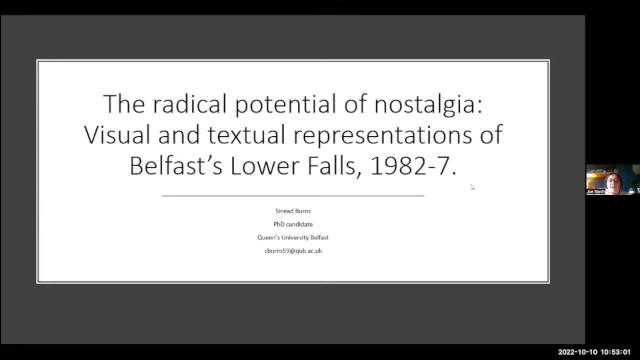 The radical potential of nostalgia:
Visual and textual representations of
Belfast's Lower Falls, 1982-7.
Sinead Burns
PhD candidate
Queen's University Belfast
cburns59@qub.ac.uk
2022-10-10 10:53:01